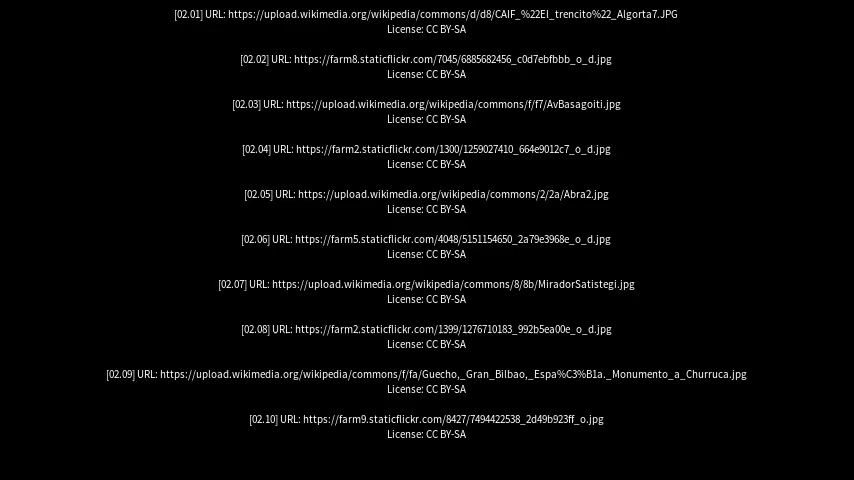 [02.01] URL: https://upload.wikimedia.org/wikipedia/commons/d/d8/CAIF_%22El_trencito%22_Algorta7.JPG
License: CC BY-SA
[02.02] URL: https://farm8.staticflickr.com/7045/6885682456_c0d7ebfbbb_o_d.jpg
License: CC BY-SA
[02.03] URL: https://upload.wikimedia.org/wikipedia/commons/f/f7/AvBasagoiti.jpg
License: CC BY-SA
[02.04] URL: https://farm2.staticflickr.com/1300/1259027410_664e9012c7_o_d.jpg
License: CC BY-SA
[02.05] URL: https://upload.wikimedia.org/wikipedia/commons/2/2a/Abra2.jpg
License: CC BY-SA
[02.06] URL: https://farm5.staticflickr.com/4048/5151154650_2a79e3968e_o_d.jpg
License: CC BY-SA
[02.07] URL: https://upload.wikimedia.org/wikipedia/commons/8/8b/MiradorSatistegi.jpg
License: CC BY-SA
[02.08] URL: https://farm2.staticflickr.com/1399/1276710183_992b5ea00e_o_d.jpg
License: CC BY-SA
[02.09] URL: https://upload.wikimedia.org/wikipedia/commons/f/fa/Guecho,_Gran_Bilbao,_Espa%C3%B1a._Monumento_a_Churruca.jpg
License: CC BY-SA
[02.10] URL: https://farm9.staticflickr.com/8427/7494422538_2d49b923ff_o.jpg
License: CC BY-SA